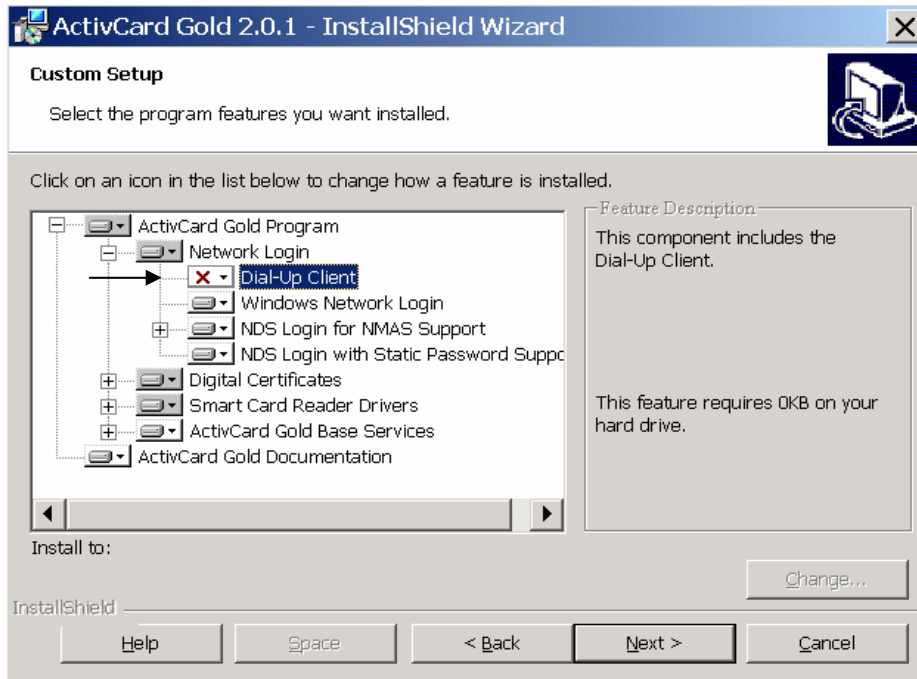 ActivCard Gold 2.0.1 - InstallShield Wizard
Custom Setup
Select the program features you want installed.
Click on an icon in the list below to change how a feature is installed.
ActivCard Gold Program
Network Login
Dial-Up Client
Windows Network Login
NDS Login for NMAS Support
NDS Login with Static Password Suppo
Digital Certificates
Smart Card Reader Drivers
ActivCard Gold Base Services
ActivCard Gold Documentation
Feature Description
This component includes the
Dial-Up Client.
This feature requires 0KB on your
hard drive.
Install to:
Change...
InstallShield
Help
Space
< Back
Next >
Cancel